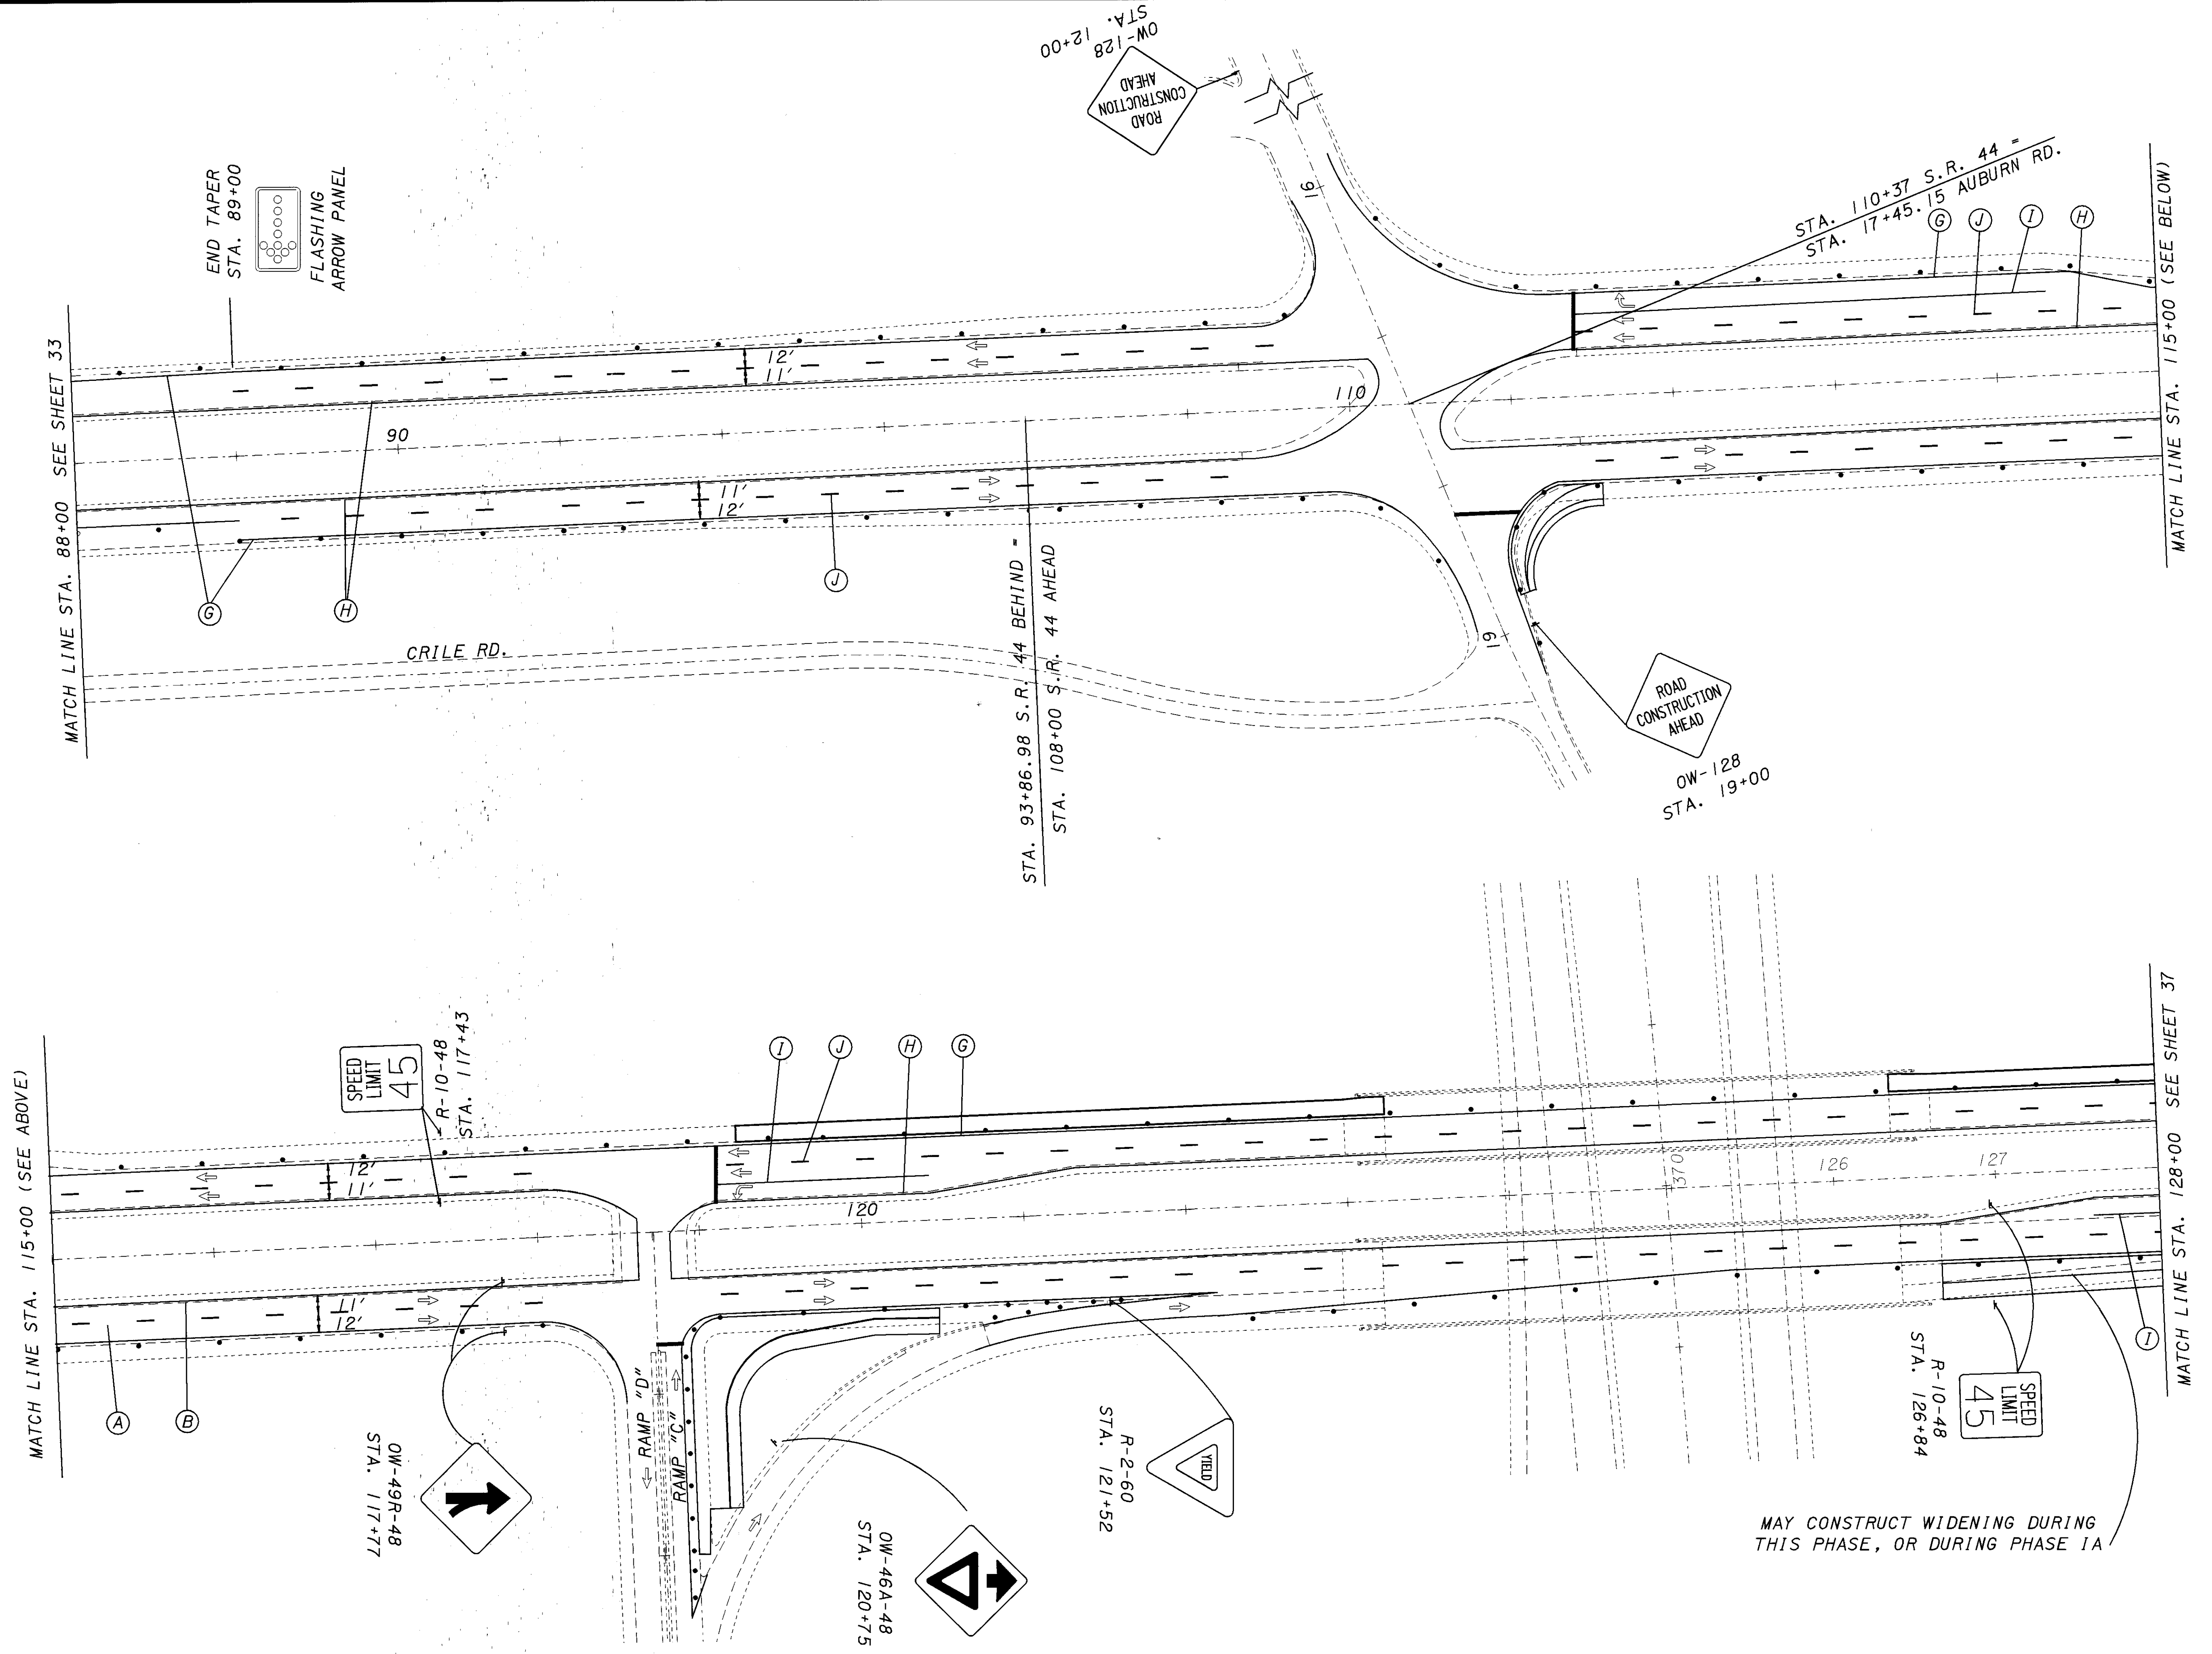 OW-128
STA. 12+00
ROAD
CONSTRUCTION
AHEAD
END TAPER
STA. 89+00
FLASHING
ARROW PANEL
MATCH LINE STA. 88+00 SEE SHEET 33
16
STA. 110+37 S.R. 44 =
STA. 17+45.15 AUBURN RD.
G
J
I
H
MATCH LINE STA. 115+00 (SEE BELOW)
12'
11'
90
110
11'
12'
G
H
J
CRILE RD.
STA. 93+86.98 S.R. 44 BEHIND =
STA. 108+00 S.R. 44 AHEAD
19
ROAD
CONSTRUCTION
AHEAD
OW-128
STA. 19+00
MATCH LINE STA. 115+00 (SEE ABOVE)
SPEED
LIMIT
45
R-10-48
STA. 117+43
I
J
H
G
12'
11'
120
370
126
127
MATCH LINE STA. 128+00 SEE SHEET 37
11'
12'
A
B
RAMP "D"
RAMP "C"
OW-49R-48
STA. 117+77
OW-46A-48
STA. 120+75
YIELD
R-2-60
STA. 121+52
SPEED
LIMIT
45
R-10-48
STA. 126+84
I
MAY CONSTRUCT WIDENING DURING
THIS PHASE, OR DURING PHASE IA